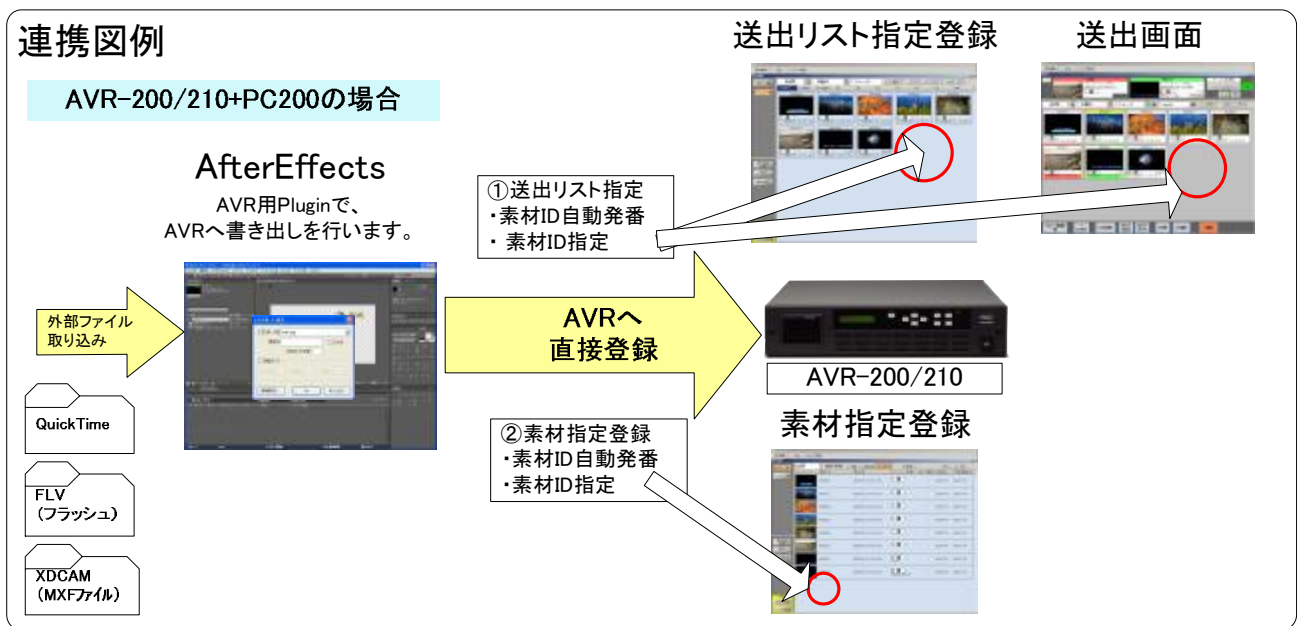 連携図例
AVR-200/210+PC200の場合
AfterEffects
AVR用Pluginで、
AVRへ書き出しを行います。
外部ファイル
取り込み
QuickTime
FLV
(フラッシュ)
XDCAM
(MXFファイル)
①送出リスト指定
・素材ID自動発番
・ 素材ID指定
AVRへ
直接登録
②素材指定登録
・素材ID自動発番
・素材ID指定
送出リスト指定登録
送出画面
AVR-200/210
素材指定登録